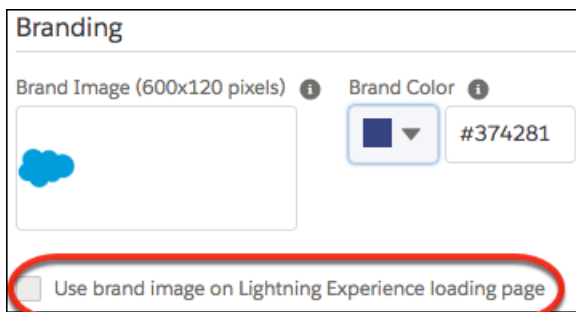 Branding
Brand Image (600x120 pixels)
Brand Color
#374281
Use brand image on Lightning Experience loading page